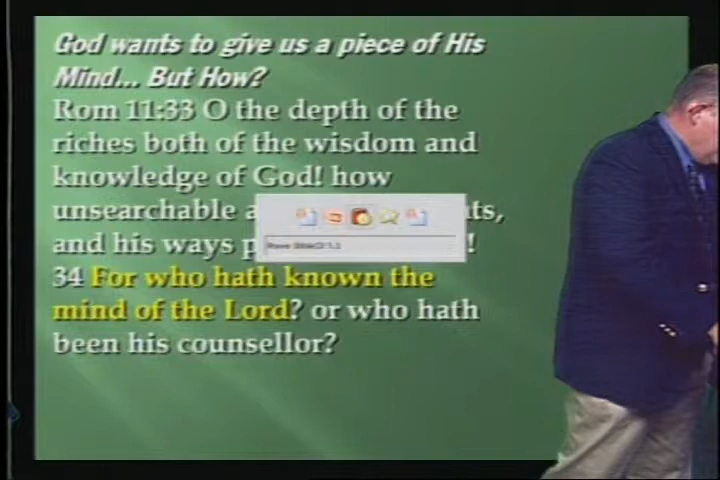 God wants to give us a piece of His
Mind... But How?
Rom 11:33 O the depth of the
riches both of the wisdom and
knowledge of God! how
unsearchable
and his ways
34 For who hath known the
mind of the Lord? or who hath
been his counsellor?